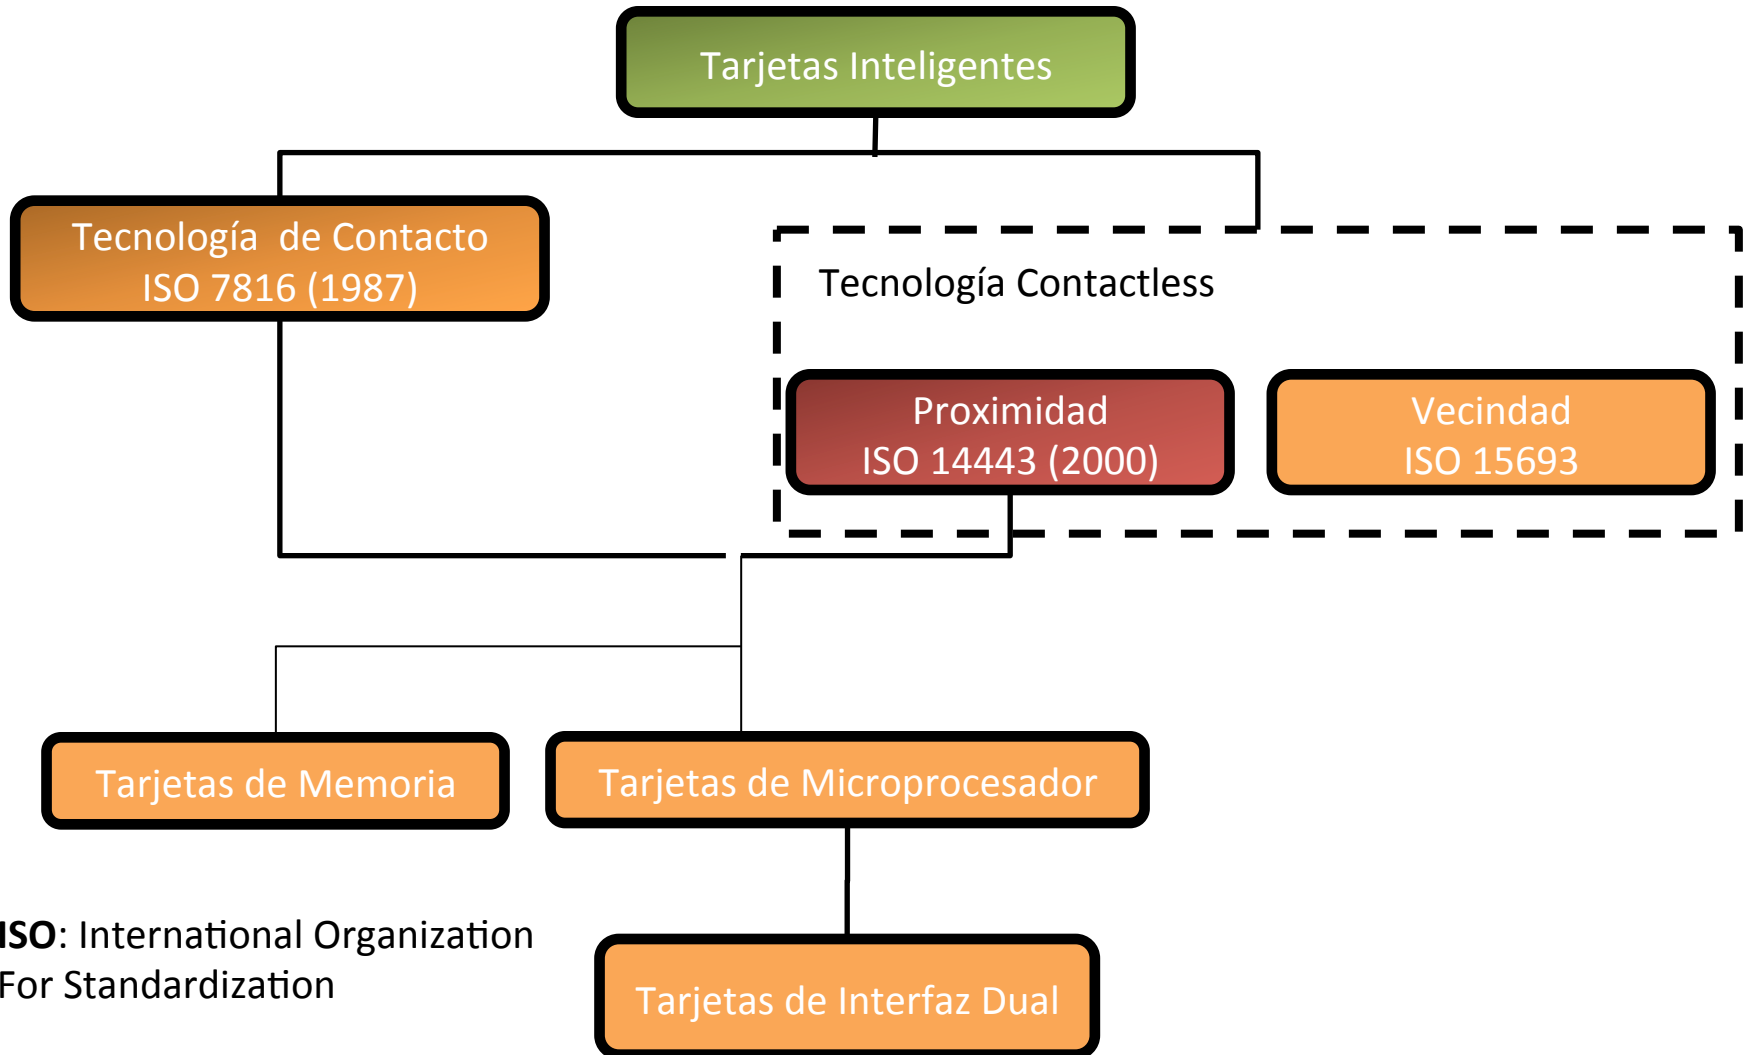 Tarjetas Inteligentes
Tecnología de Contacto
ISO 7816 (1987)
Tecnología Contactless
Proximidad
ISO 14443 (2000)
Vecindad
ISO 15693
Tarjetas de Memoria
Tarjetas de Microprocesador
ISO: International Organization
For Standardization
Tarjetas de Interfaz Dual